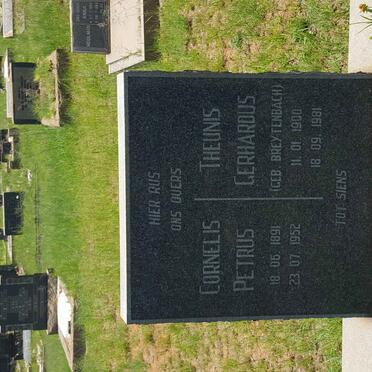 HIER RUS
ONS OUERS
CORNELIS
PETRUS
18. 06. 1891
23. 07. 1952
THEUNIS
GERHARDUS
(GEB BREYTENBACH)
11. 01. 1900
18. 09. 1981
TOT SIENS